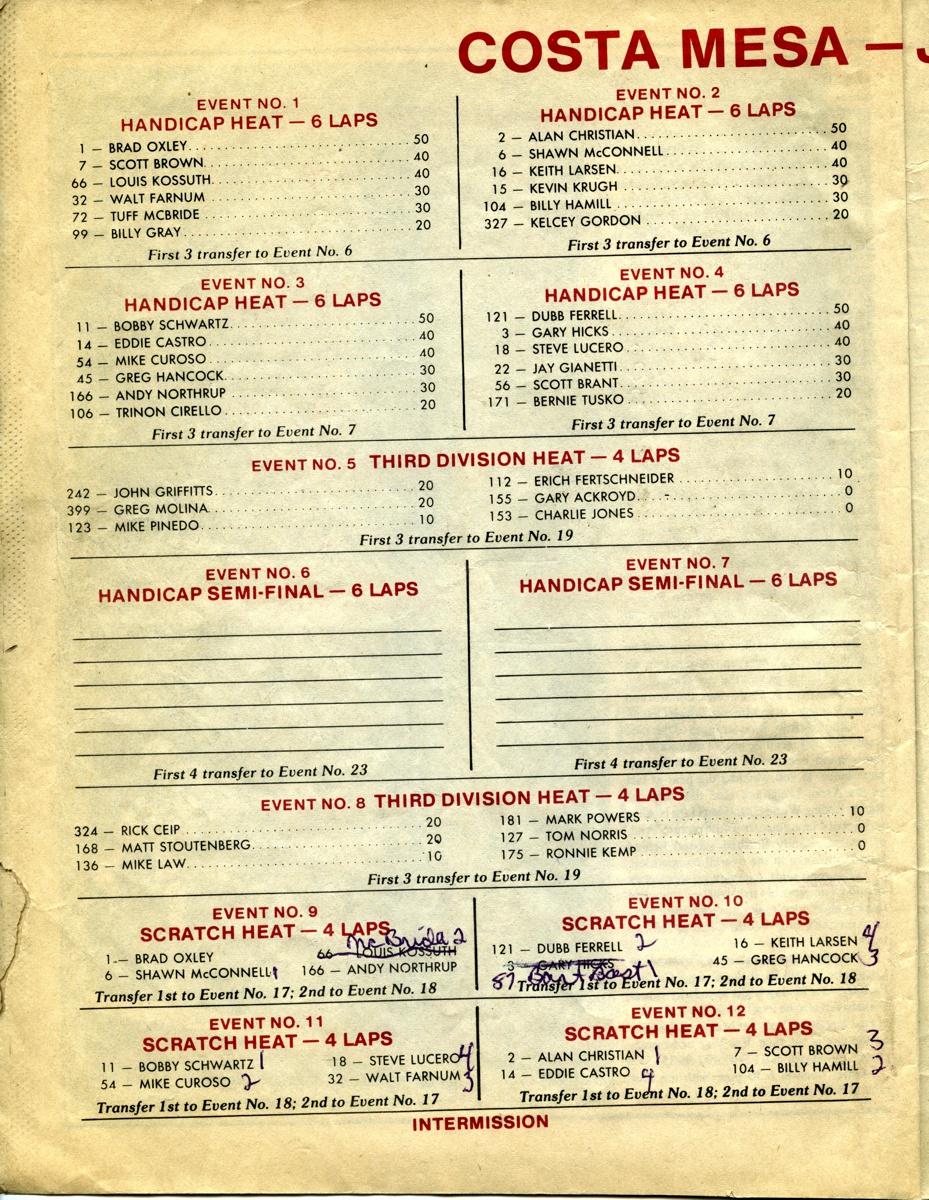 COSTA MESA —
EVENT NO. 1
HANDICAP HEAT — 6 LAPS
1 — BRAD OXLEY 50
7 — SCOTT BROWN 40
66 — LOUIS KOSSUTH 40
32 — WALT FARNUM 30
72 — TUFF MCBRIDE 30
99 — BILLY GRAY 20
First 3 transfer to Event No. 6
EVENT NO. 2
HANDICAP HEAT — 6 LAPS
2 — ALAN CHRISTIAN 50
6 — SHAWN McCONNELL 40
16 — KEITH LARSEN 40
15 — KEVIN KRUGH 30
104 — BILLY HAMILL 30
327 — KELCEY GORDON 20
First 3 transfer to Event No. 6
EVENT NO. 3
HANDICAP HEAT — 6 LAPS
11 — BOBBY SCHWARTZ 50
14 — EDDIE CASTRO 40
54 — MIKE CUROSO 40
45 — GREG HANCOCK 30
166 — ANDY NORTHRUP 30
106 — TRINON CIRELLO 20
First 3 transfer to Event No. 7
EVENT NO. 4
HANDICAP HEAT — 6 LAPS
121 — DUBB FERRELL 50
3 — GARY HICKS 40
18 — STEVE LUCERO 40
22 — JAY GIANETTI 30
56 — SCOTT BRANT 30
171 — BERNIE TUSKO 20
First 3 transfer to Event No. 7
EVENT NO. 5 THIRD DIVISION HEAT — 4 LAPS
242 — JOHN GRIFFITTS 20
399 — GREG MOLINA 20
123 — MIKE PINEDO 10
112 — ERICH FERTSCHNEIDER 10
155 — GARY ACKROYD 0
153 — CHARLIE JONES 0
First 3 transfer to Event No. 19
EVENT NO. 6
HANDICAP SEMI-FINAL — 6 LAPS
First 4 transfer to Event No. 23
EVENT NO. 7
HANDICAP SEMI-FINAL — 6 LAPS
First 4 transfer to Event No. 23
EVENT NO. 8 THIRD DIVISION HEAT — 4 LAPS
324 — RICK CEIP 20
168 — MATT STOUTENBERG 20
136 — MIKE LAW 10
181 — MARK POWERS 10
127 — TOM NORRIS 0
175 — RONNIE KEMP 0
First 3 transfer to Event No. 19
EVENT NO. 9
SCRATCH HEAT — 4 LAPS
McBride 2
1 — BRAD OXLEY 66 — LOUIS KOSSUTH
6 — SHAWN McCONNELL 1 166 — ANDY NORTHRUP
Transfer 1st to Event No. 17; 2nd to Event No. 18
EVENT NO. 10
SCRATCH HEAT — 4 LAPS
121 — DUBB FERRELL 2 16 — KEITH LARSEN 4
3 — GARY HICKS 45 — GREG HANCOCK 3
87 Bart Bast 1
Transfer 1st to Event No. 17; 2nd to Event No. 18
EVENT NO. 11
SCRATCH HEAT — 4 LAPS
11 — BOBBY SCHWARTZ 1 18 — STEVE LUCERO 4
54 — MIKE CUROSO 2 32 — WALT FARNUM 3
Transfer 1st to Event No. 18; 2nd to Event No. 17
EVENT NO. 12
SCRATCH HEAT — 4 LAPS
2 — ALAN CHRISTIAN 1 7 — SCOTT BROWN 3
14 — EDDIE CASTRO 4 104 — BILLY HAMILL 2
Transfer 1st to Event No. 18; 2nd to Event No. 17
INTERMISSION